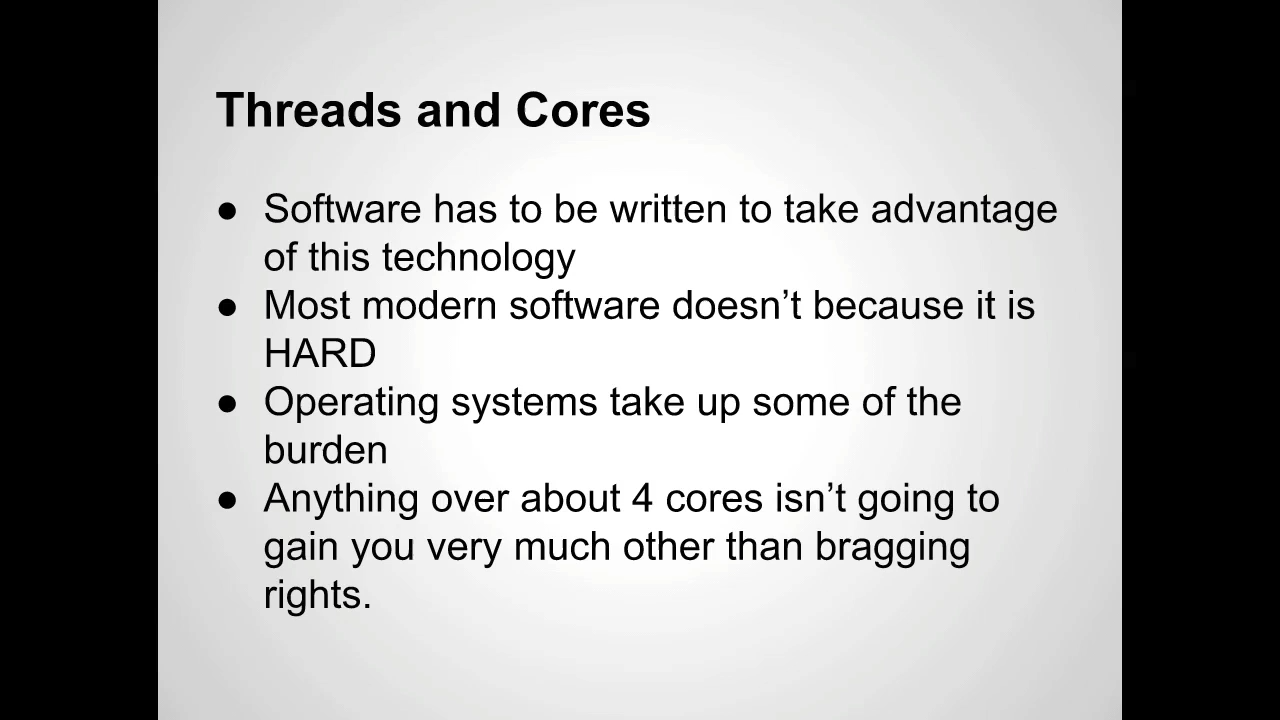 Threads and Cores
● Software has to be written to take advantage
of this technology
● Most modern software doesn’t because it is
HARD
● Operating systems take up some of the
burden
● Anything over about 4 cores isn’t going to
gain you very much other than bragging
rights.